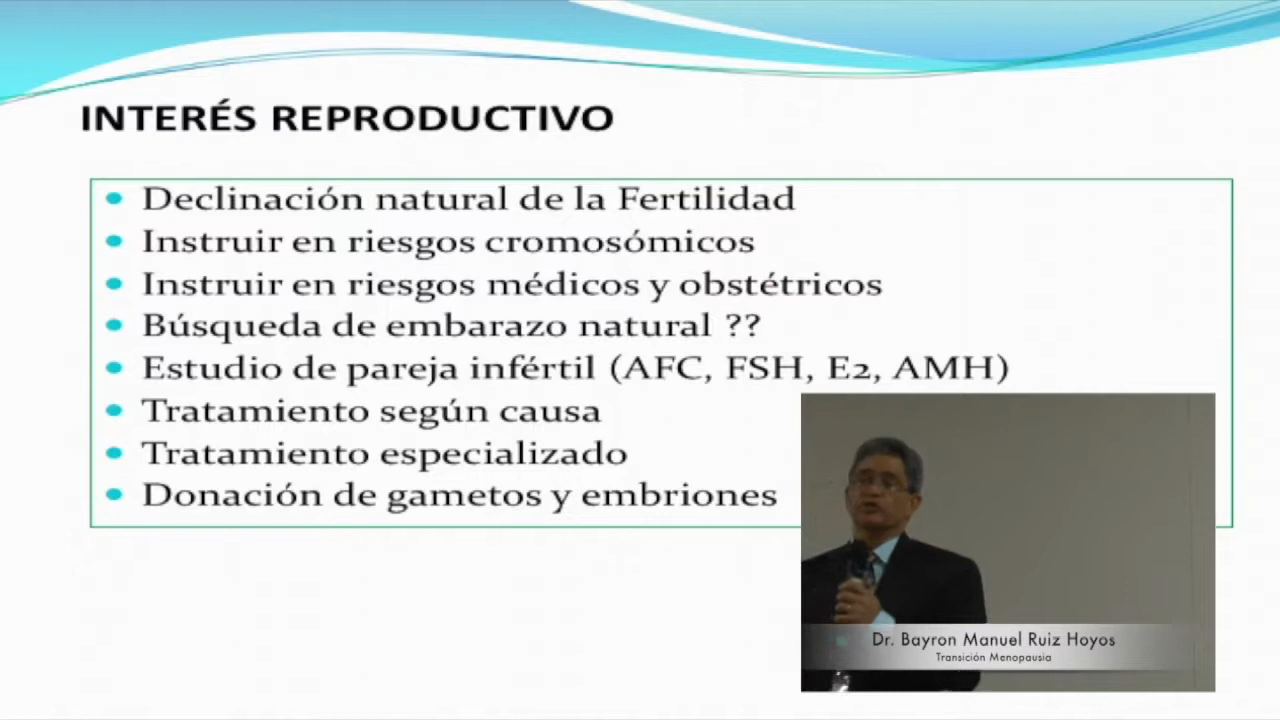 INTERÉS REPRODUCTIVO
Declinación natural de la Fertilidad
Instruir en riesgos cromosómicos
Instruir en riesgos médicos y obstétricos
Búsqueda de embarazo natural ??
Estudio de pareja infértil (AFC, FSH, E2, AMH)
Tratamiento según causa
Tratamiento especializado
Donación de gametos y embriones
Dr. Bayron Manuel Ruiz Hoyos
Transición Menopausia